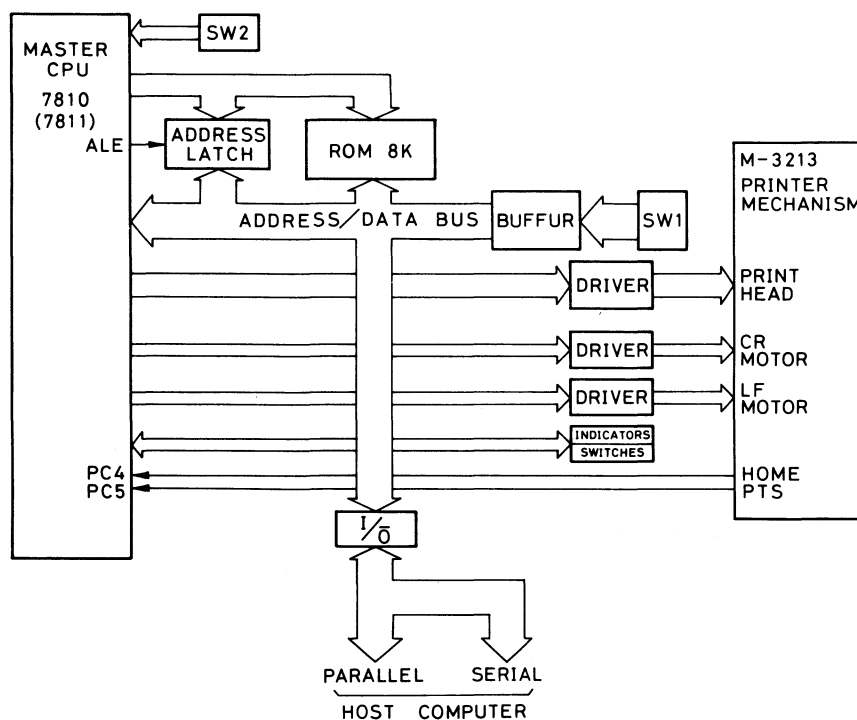 SW2
MASTER
CPU
7810
(7811)
ALE
ADDRESS
LATCH
ROM 8K
M-3213
PRINTER
MECHANISM
ADDRESS/DATA BUS
BUFFUR
SW1
DRIVER
PRINT
HEAD
DRIVER
CR
MOTOR
DRIVER
LF
MOTOR
INDICATORS
SWITCHES
PC4
PC5
HOME
PTS
I/O
PARALLEL
SERIAL
HOST COMPUTER